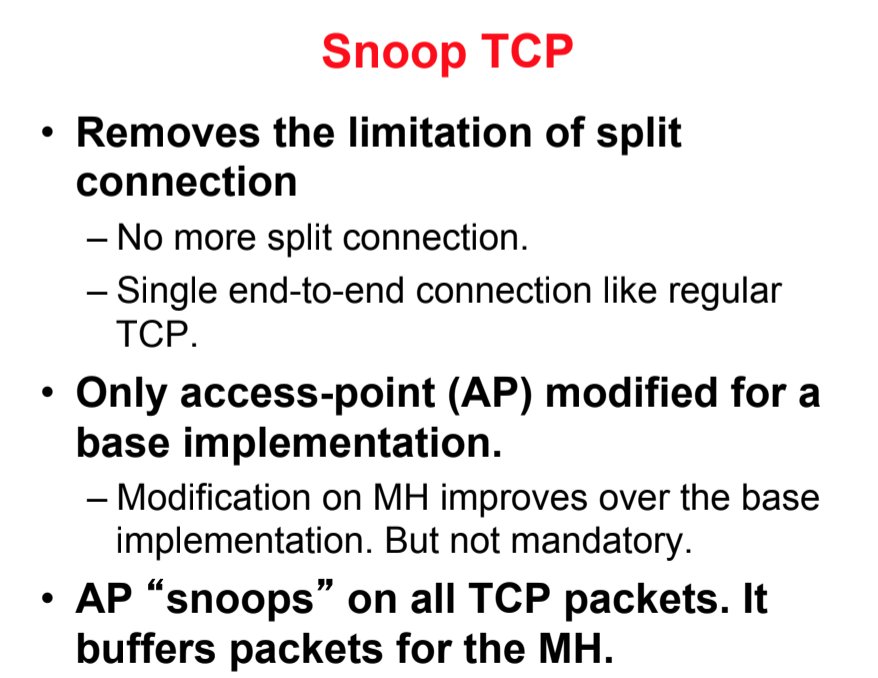 Snoop TCP
• Removes the limitation of split
connection
– No more split connection.
– Single end-to-end connection like regular
TCP.
• Only access-point (AP) modified for a
base implementation.
– Modification on MH improves over the base
implementation. But not mandatory.
• AP “snoops” on all TCP packets. It
buffers packets for the MH.